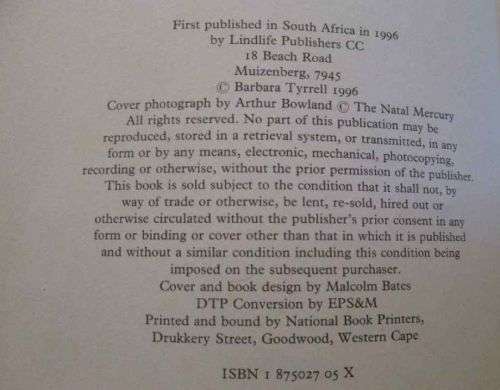 First published in South Africa in 1996
by Lindlife Publishers CC
18 Beach Road
Muizenberg, 7945
© Barbara Tyrrell 1996
Cover photograph by Arthur Bowland © The Natal Mercury
All rights reserved. No part of this publication may be
reproduced, stored in a retrieval system, or transmitted, in any
form or by any means, electronic, mechanical, photocopying,
recording or otherwise, without the prior permission of the publisher.
This book is sold subject to the condition that it shall not, by
way of trade or otherwise, be lent, re-sold, hired out or
otherwise circulated without the publisher's prior consent in any
form or binding or cover other than that in which it is published
and without a similar condition including this condition being
imposed on the subsequent purchaser.
Cover and book design by Malcolm Bates
DTP Conversion by EPS&M
Printed and bound by National Book Printers,
Drukkery Street, Goodwood, Western Cape
ISBN 1 875027 05 X